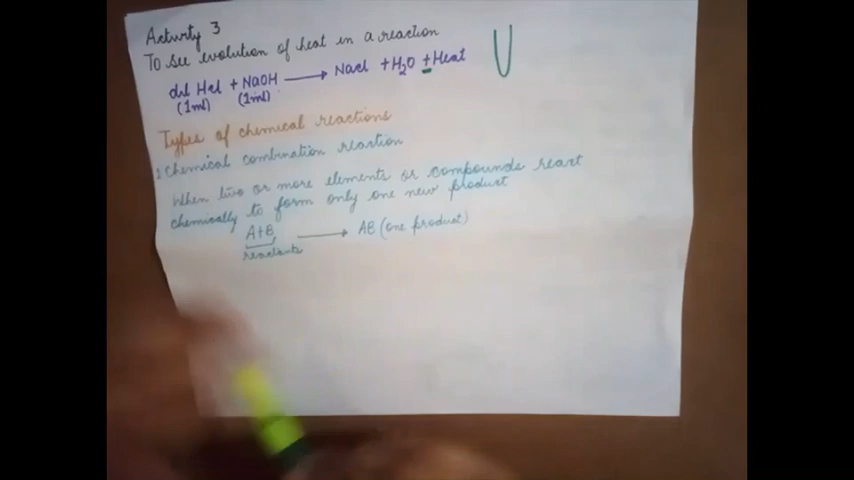 Activity 3
To see evolution of heat in a reaction
dil Hcl + NaOH ⟶ Nacl + H₂O + Heat
(1ml) (1ml)
Types of chemical reactions
1 Chemical combination reaction
When two or more elements or compounds react
chemically to form only one new product
A+B ⟶ AB (one product)
reactants